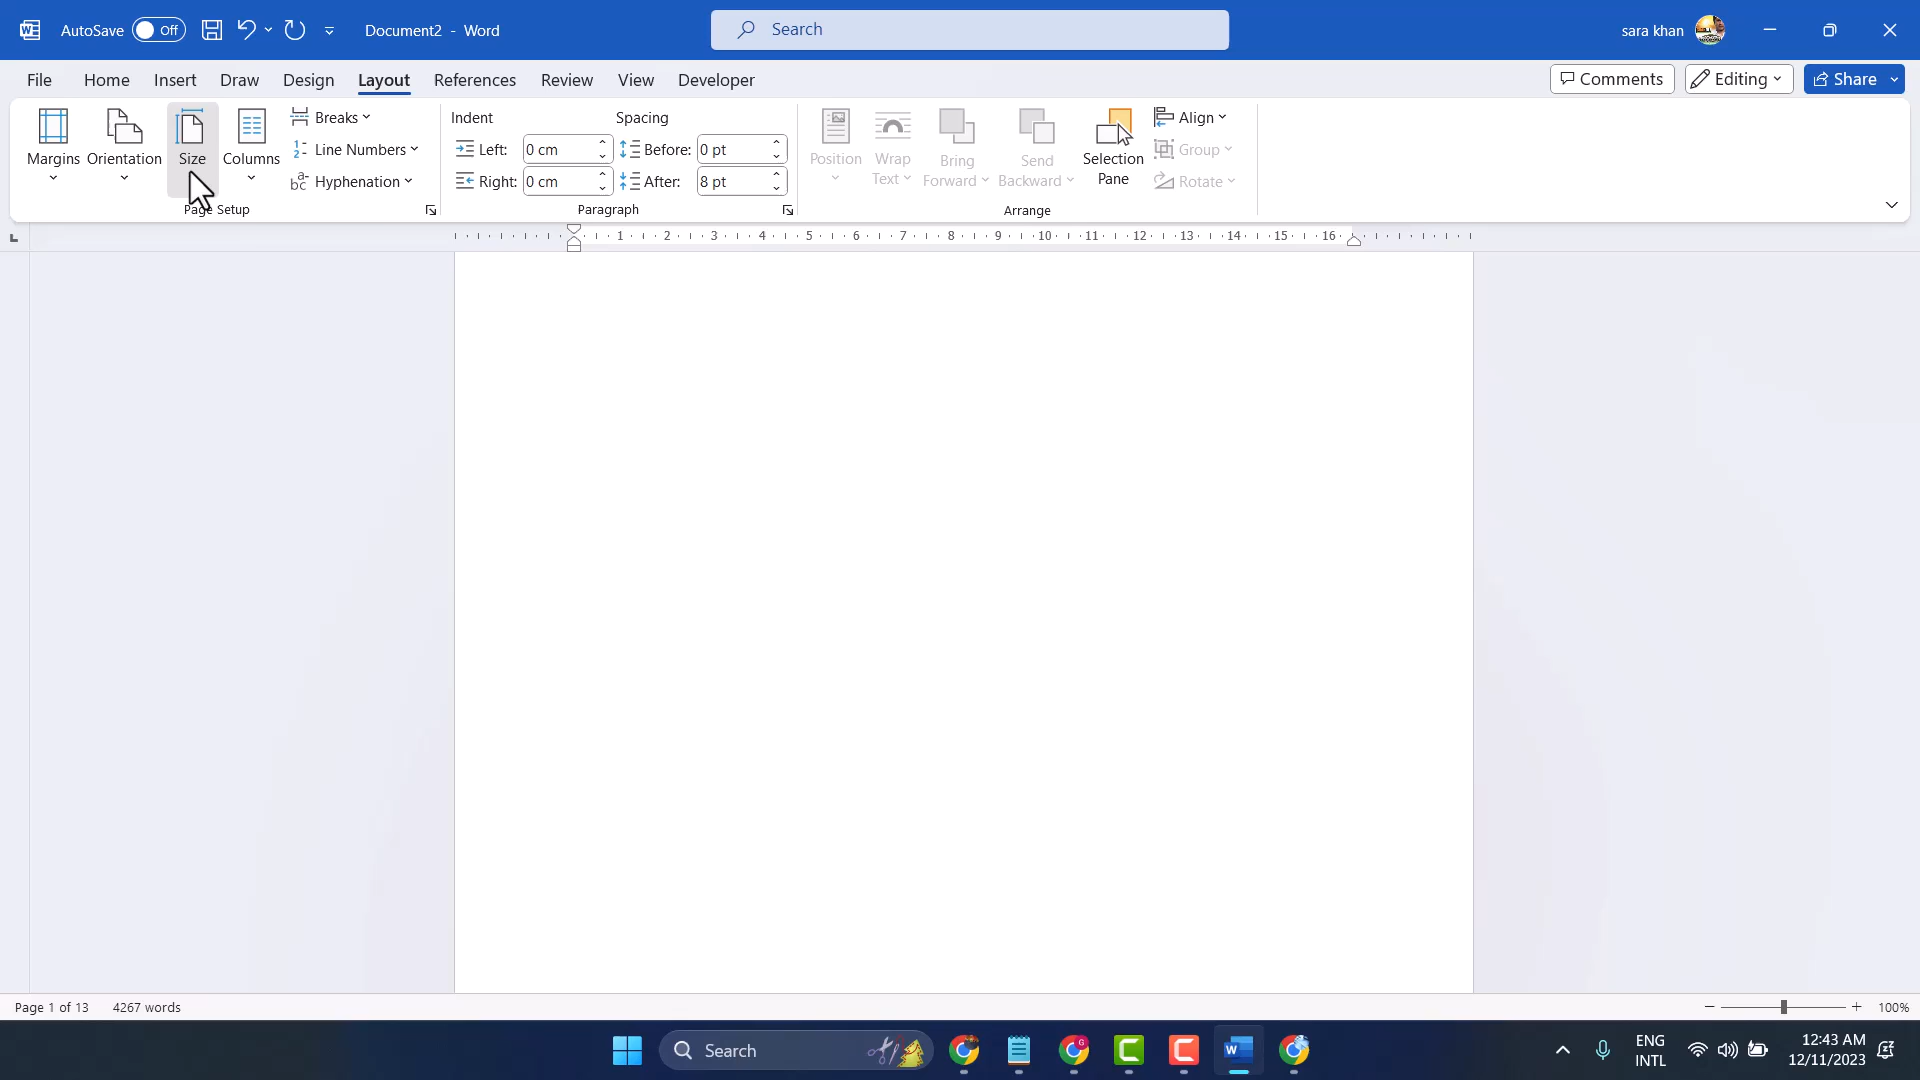 AutoSave Off Document2 - Word Search sara khan
File Home Insert Draw Design Layout References Review View Developer Comments Editing Share
Margins Orientation Size Columns
Breaks
Line Numbers
Hyphenation
Page Setup
Indent Spacing
Left: 0 cm Before: 0 pt
Right: 0 cm After: 8 pt
Paragraph
Position Wrap Text Bring Forward Send Backward Selection Pane
Align
Group
Rotate
Arrange
1 2 3 4 5 6 7 8 9 10 11 12 13 14 15 16
Page 1 of 13 4267 words 100%
Search
ENG
INTL
12:43 AM
12/11/2023